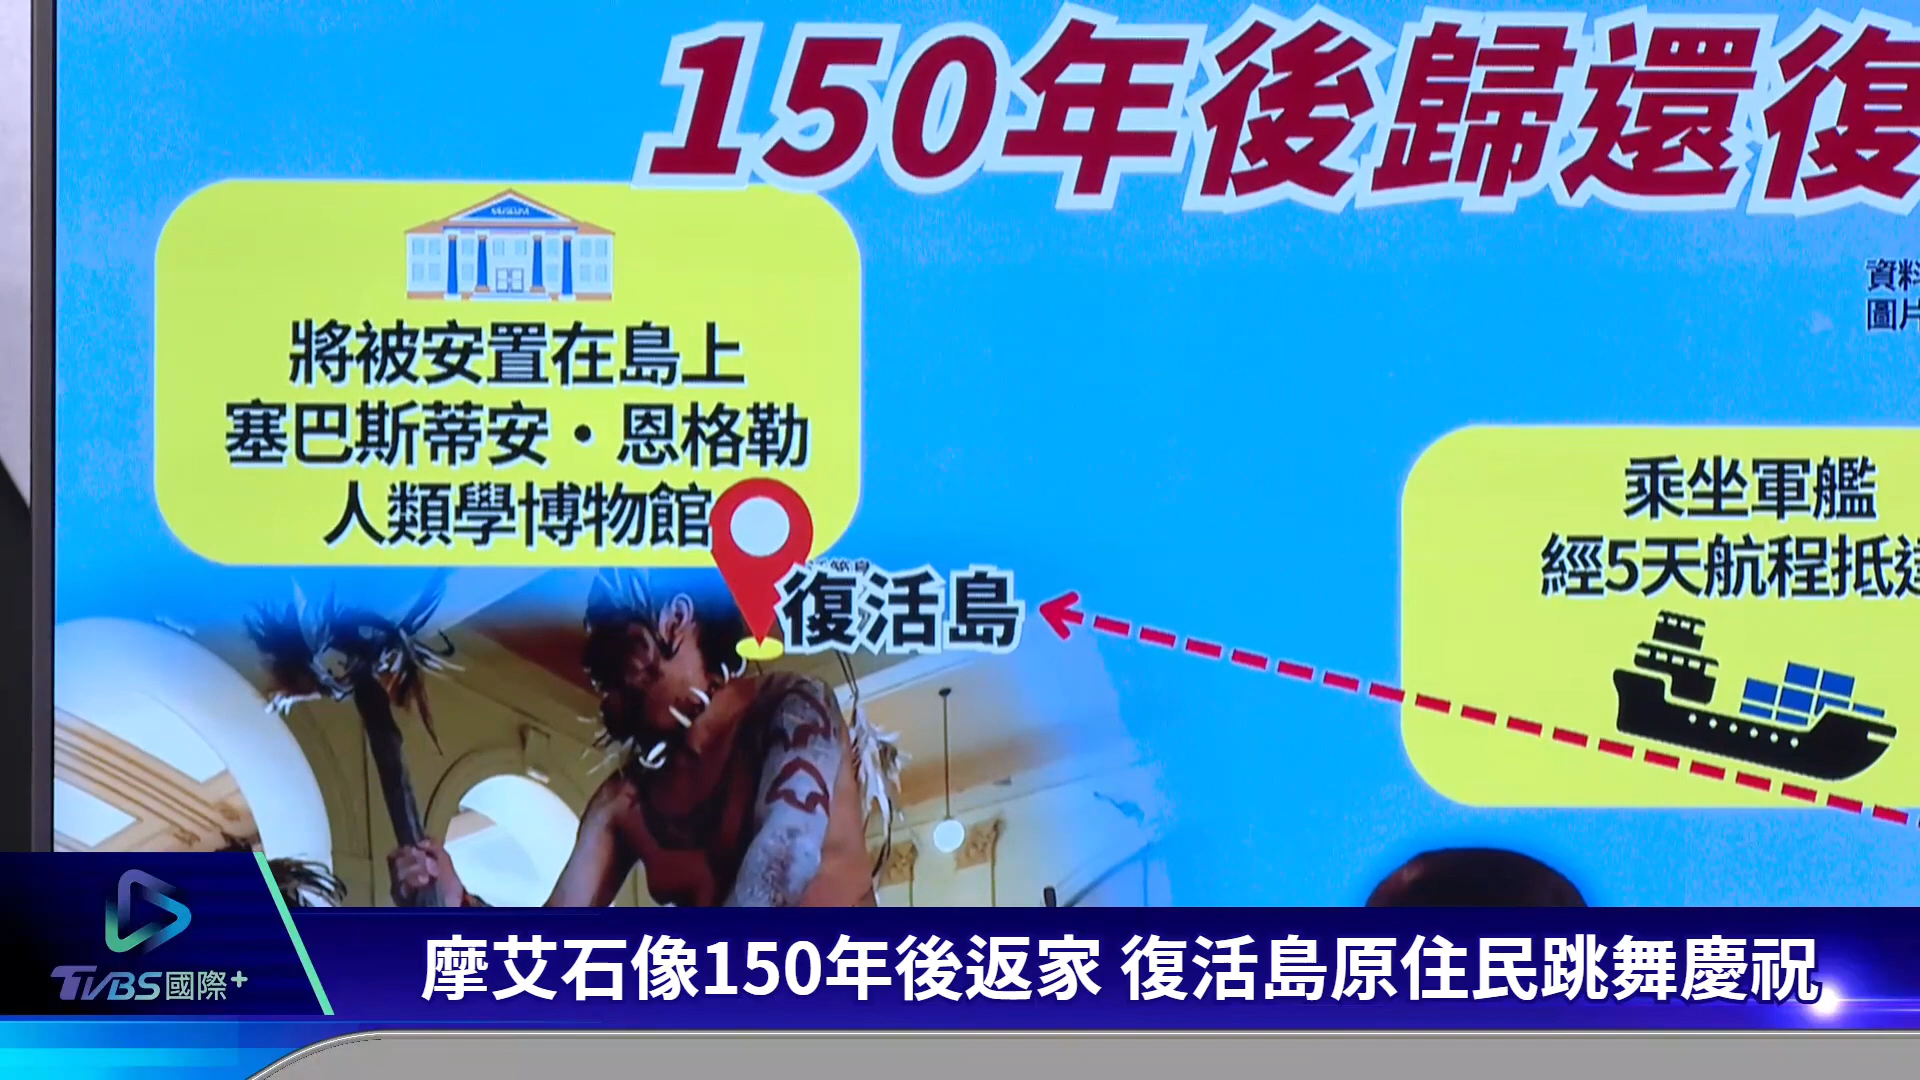 150年後歸還復
MUSEUM
將被安置在島上
塞巴斯蒂安·恩格勒
人類學博物館
資料
圖片
乘坐軍艦
經5天航程抵達
復活島
TVBS國際+
摩艾石像150年後返家 復活島原住民跳舞慶祝